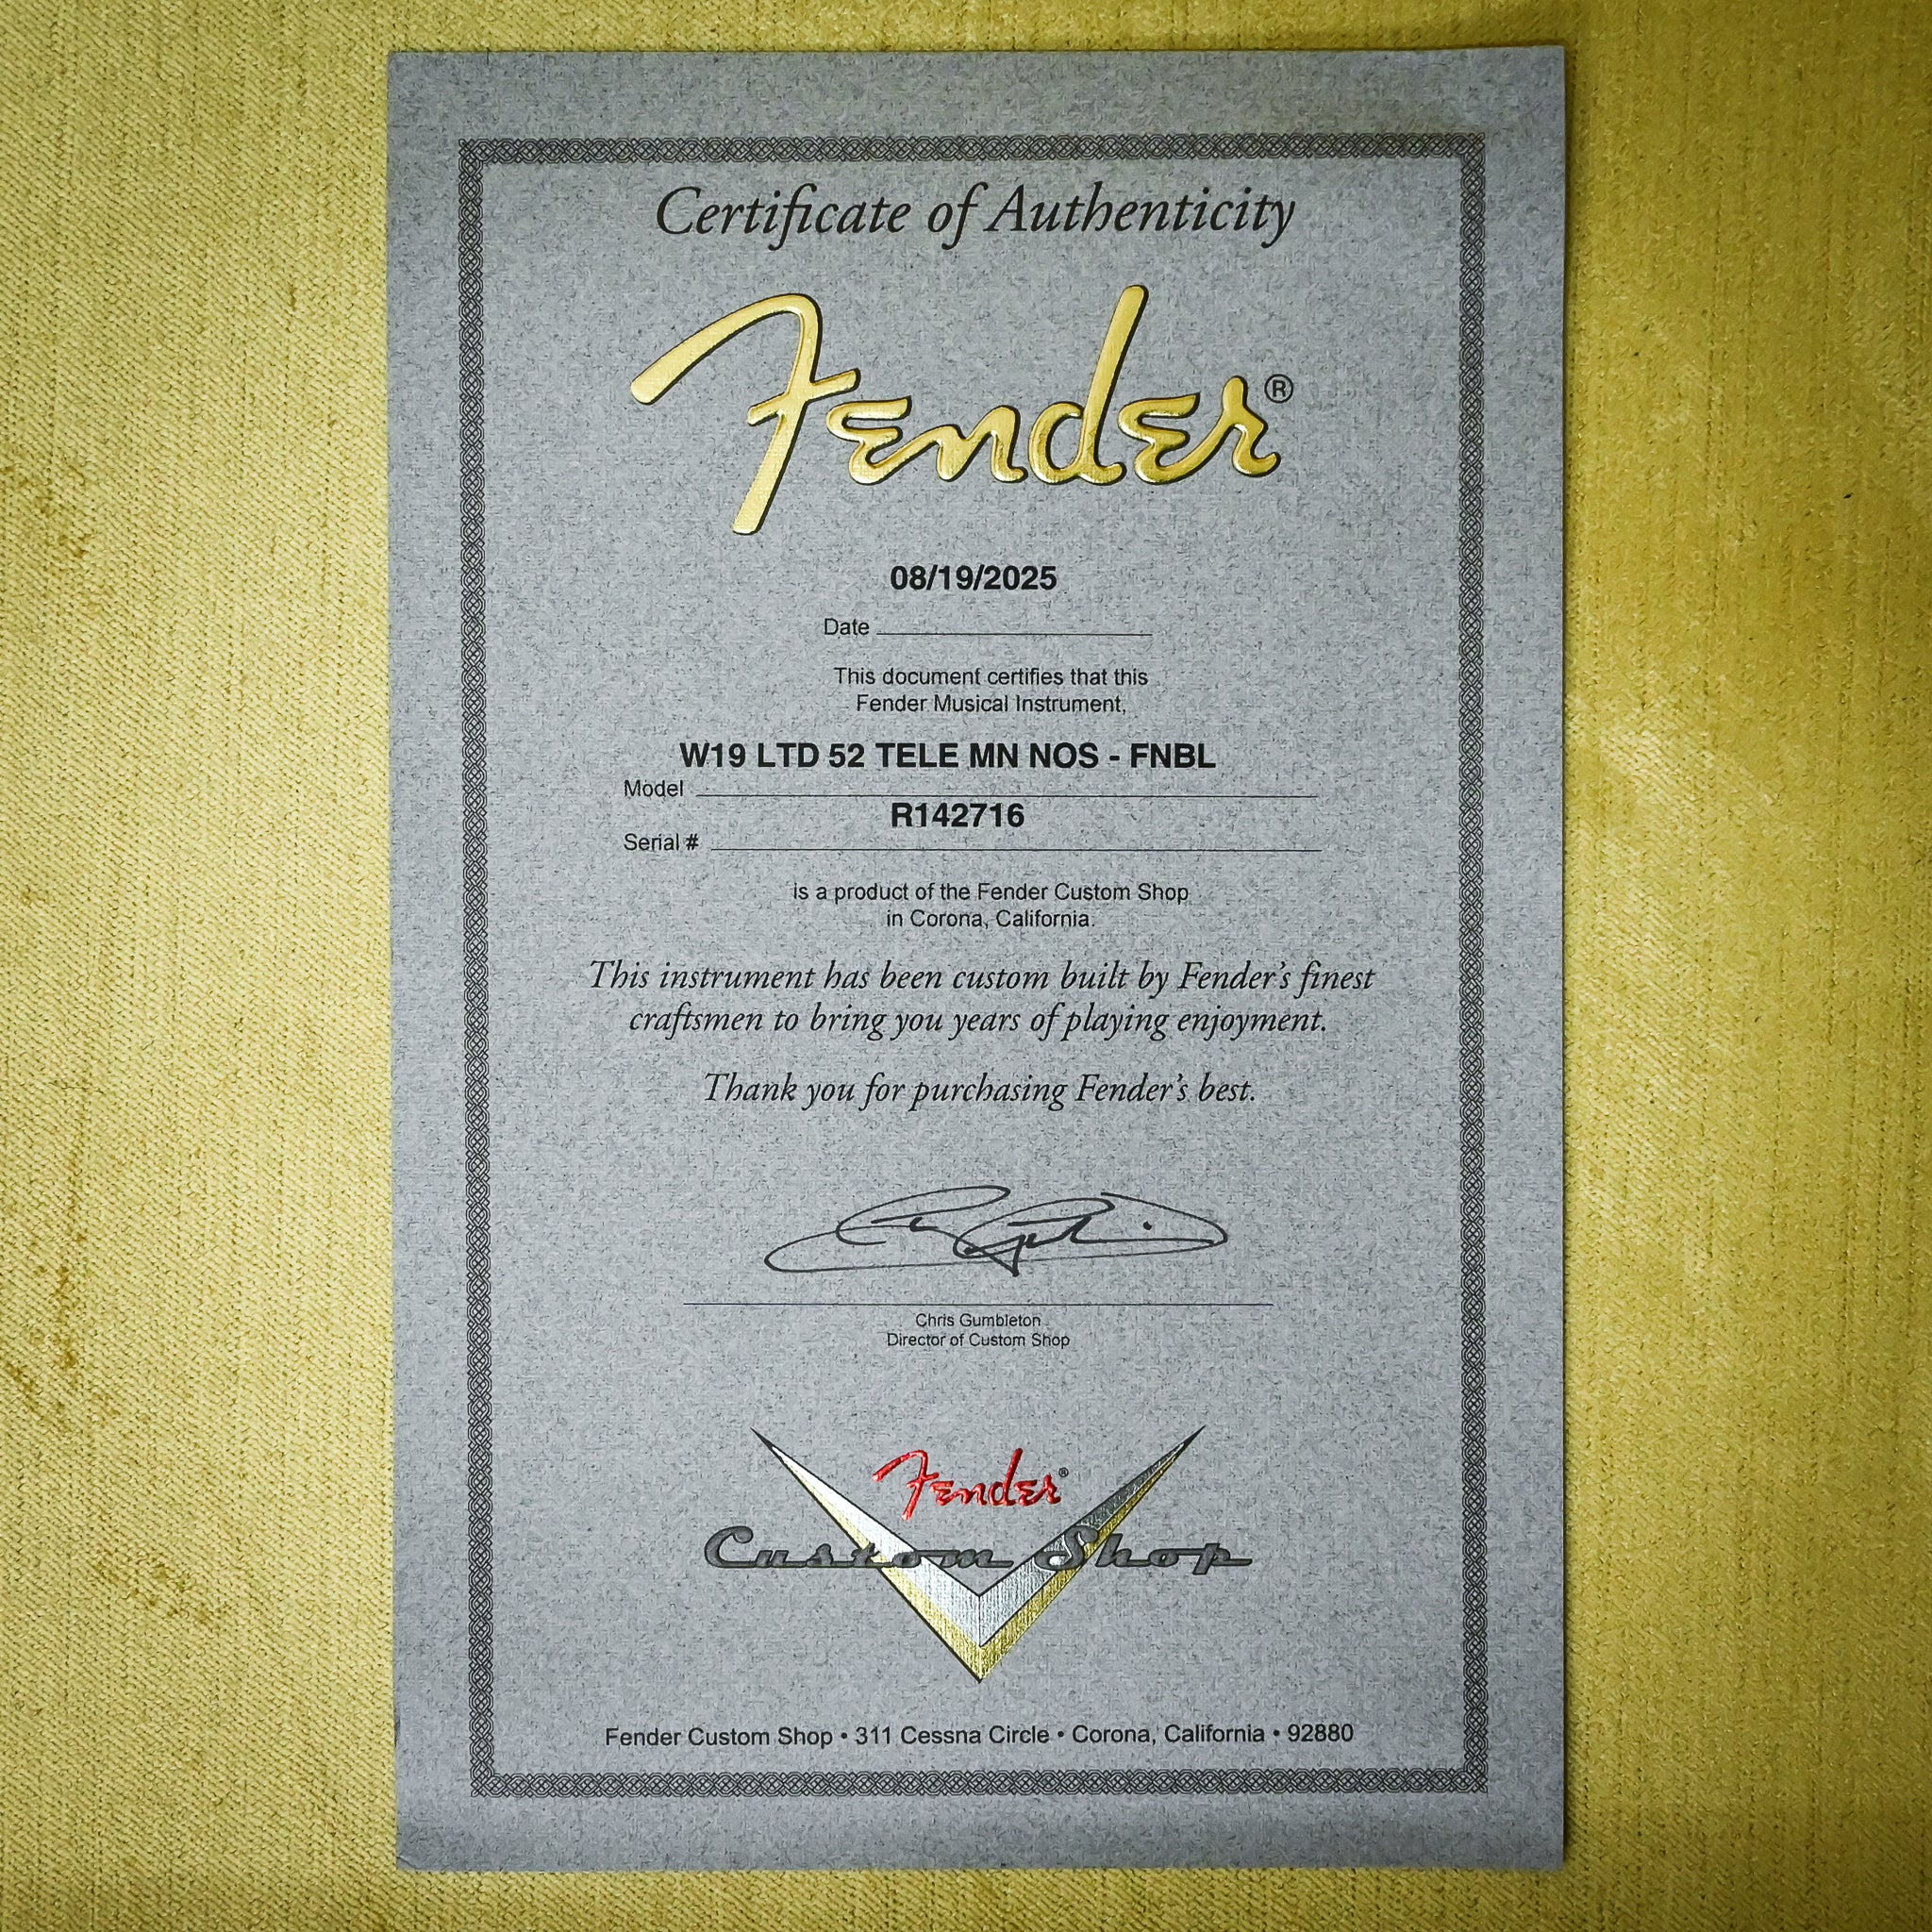 Certificate of Authenticity
Fender®
08/19/2025
Date
This document certifies that this
Fender Musical Instrument,
W19 LTD 52 TELE MN NOS - FNBL
Model
R142716
Serial #
is a product of the Fender Custom Shop
in Corona, California.
This instrument has been custom built by Fender's finest
craftsmen to bring you years of playing enjoyment.
Thank you for purchasing Fender's best.
Chris Gumbleton
Director of Custom Shop
Fender®
Custom Shop
Fender Custom Shop • 311 Cessna Circle • Corona, California • 92880